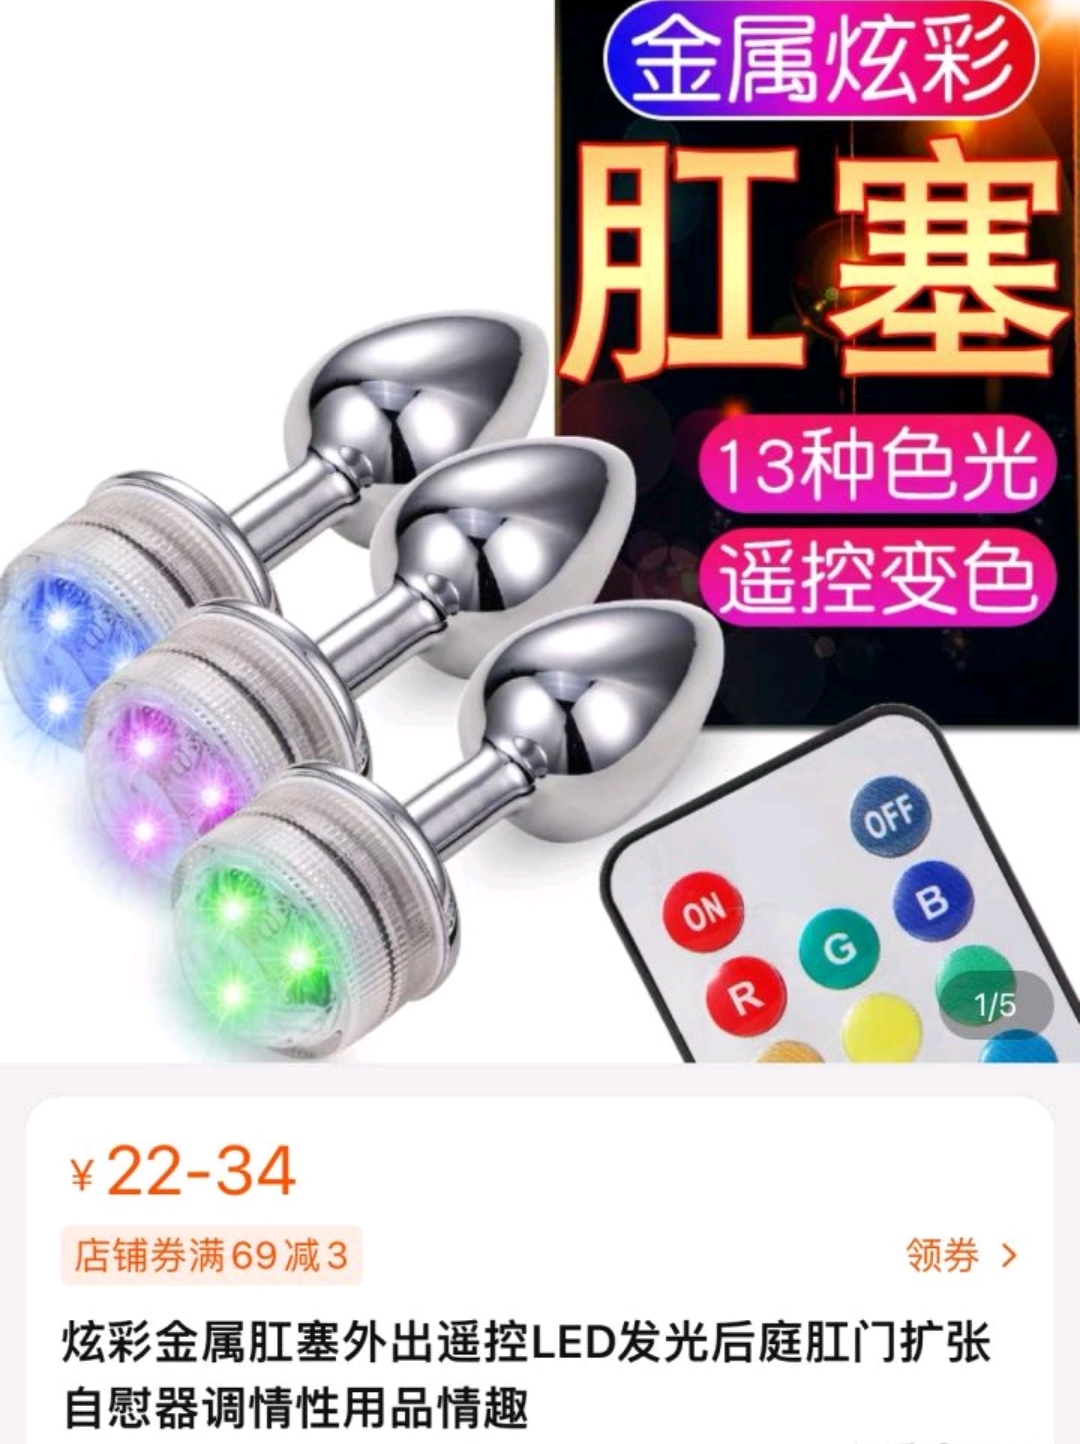 金属炫彩
肛塞
13种色光
遥控变色
OFF
ON
B
G
R
1/5
¥22-34
店铺券满69减3
领券 >
炫彩金属肛塞外出遥控LED发光后庭肛门扩张
自慰器调情性用品情趣